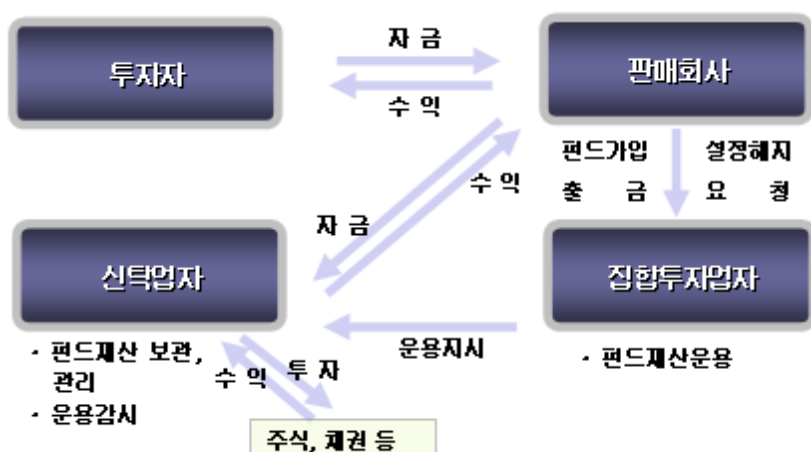 투자자
자 금
수 익
판매회사
펀드가입 설정해지
출 금 요 청
수 익
자 금
신탁업자
집합투자업자
운용지시
· 펀드재산 보관,
관리
· 운용감시
수 익 투 자
· 펀드재산운용
주식, 채권 등